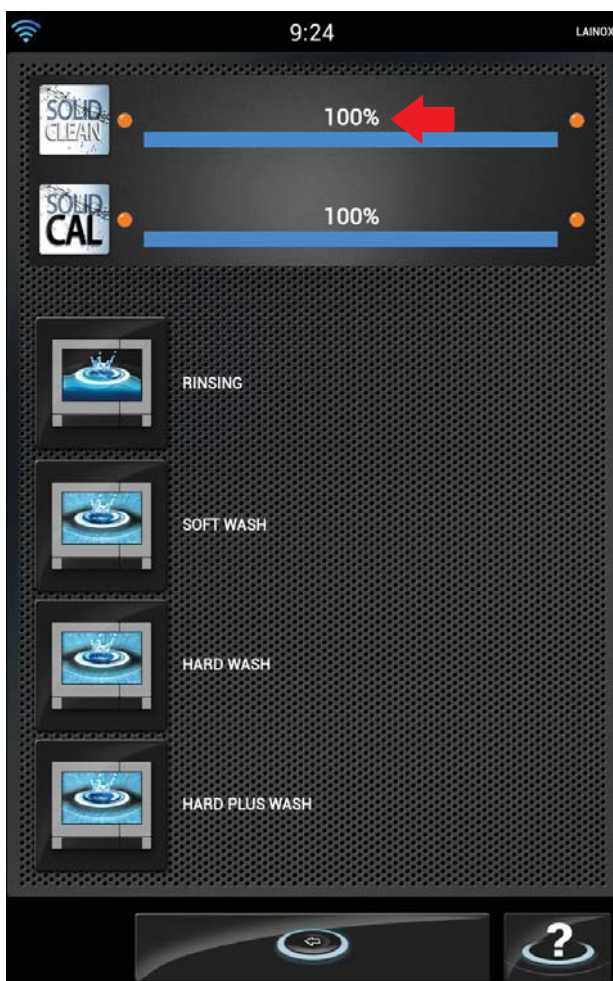 9:24
LAINOX
SOLID
CLEAN
100%
SOLID
CAL
100%
RINSING
SOFT WASH
HARD WASH
HARD PLUS WASH
?